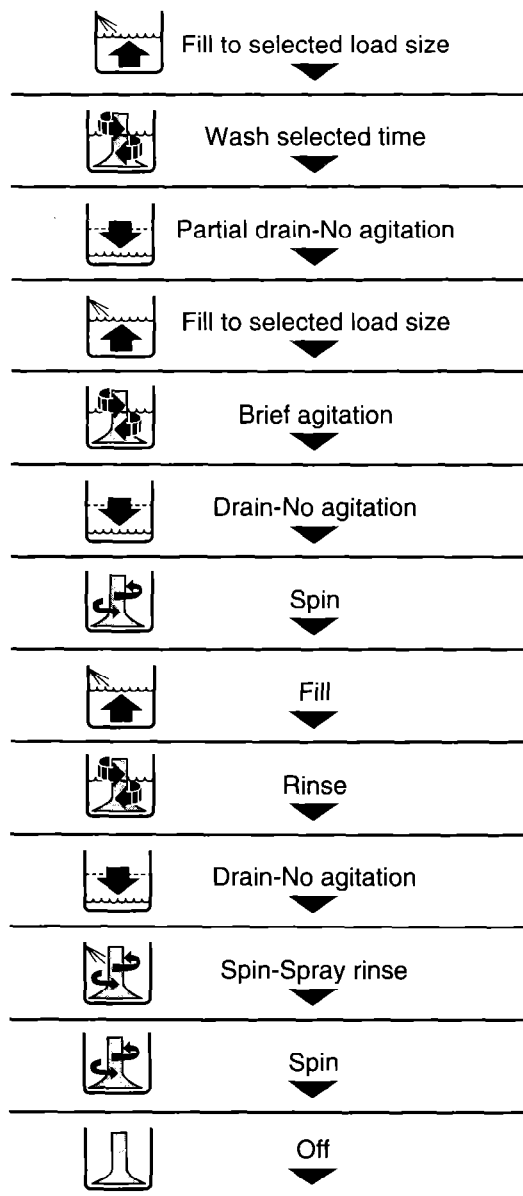 Fill to selected load size
Wash selected time
Partial drain-No agitation
Fill to selected load size
Brief agitation
Drain-No agitation
Spin
Fill
Rinse
Drain-No agitation
Spin-Spray rinse
Spin
Off